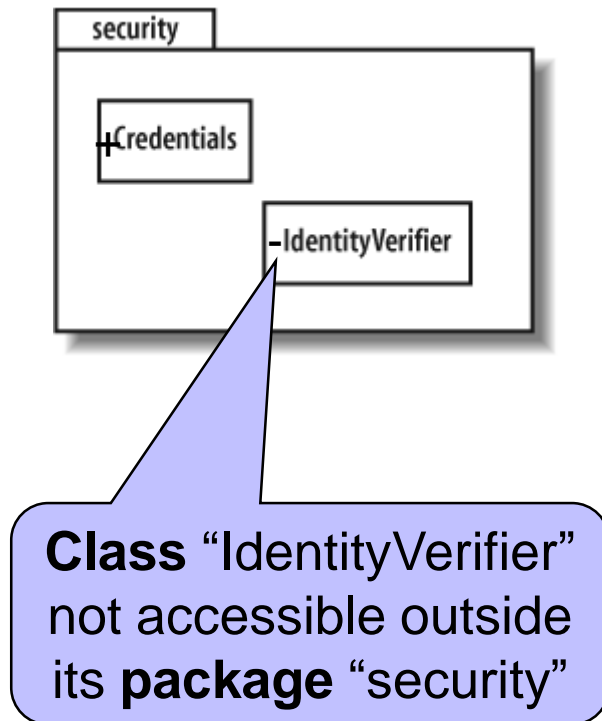 security
+Credentials
-IdentityVerifier
Class “IdentityVerifier”
not accessible outside
its package “security”